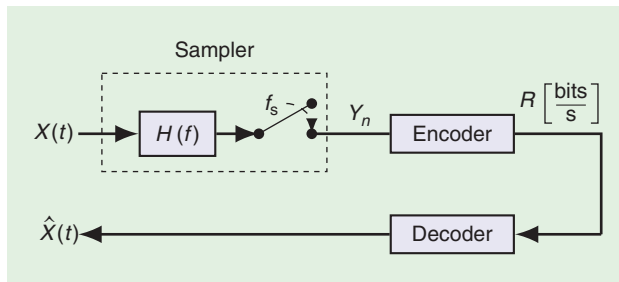 Sampler
X(t)
H(f)
fs
Yn
Encoder
R [bits/s]
X̂(t)
Decoder